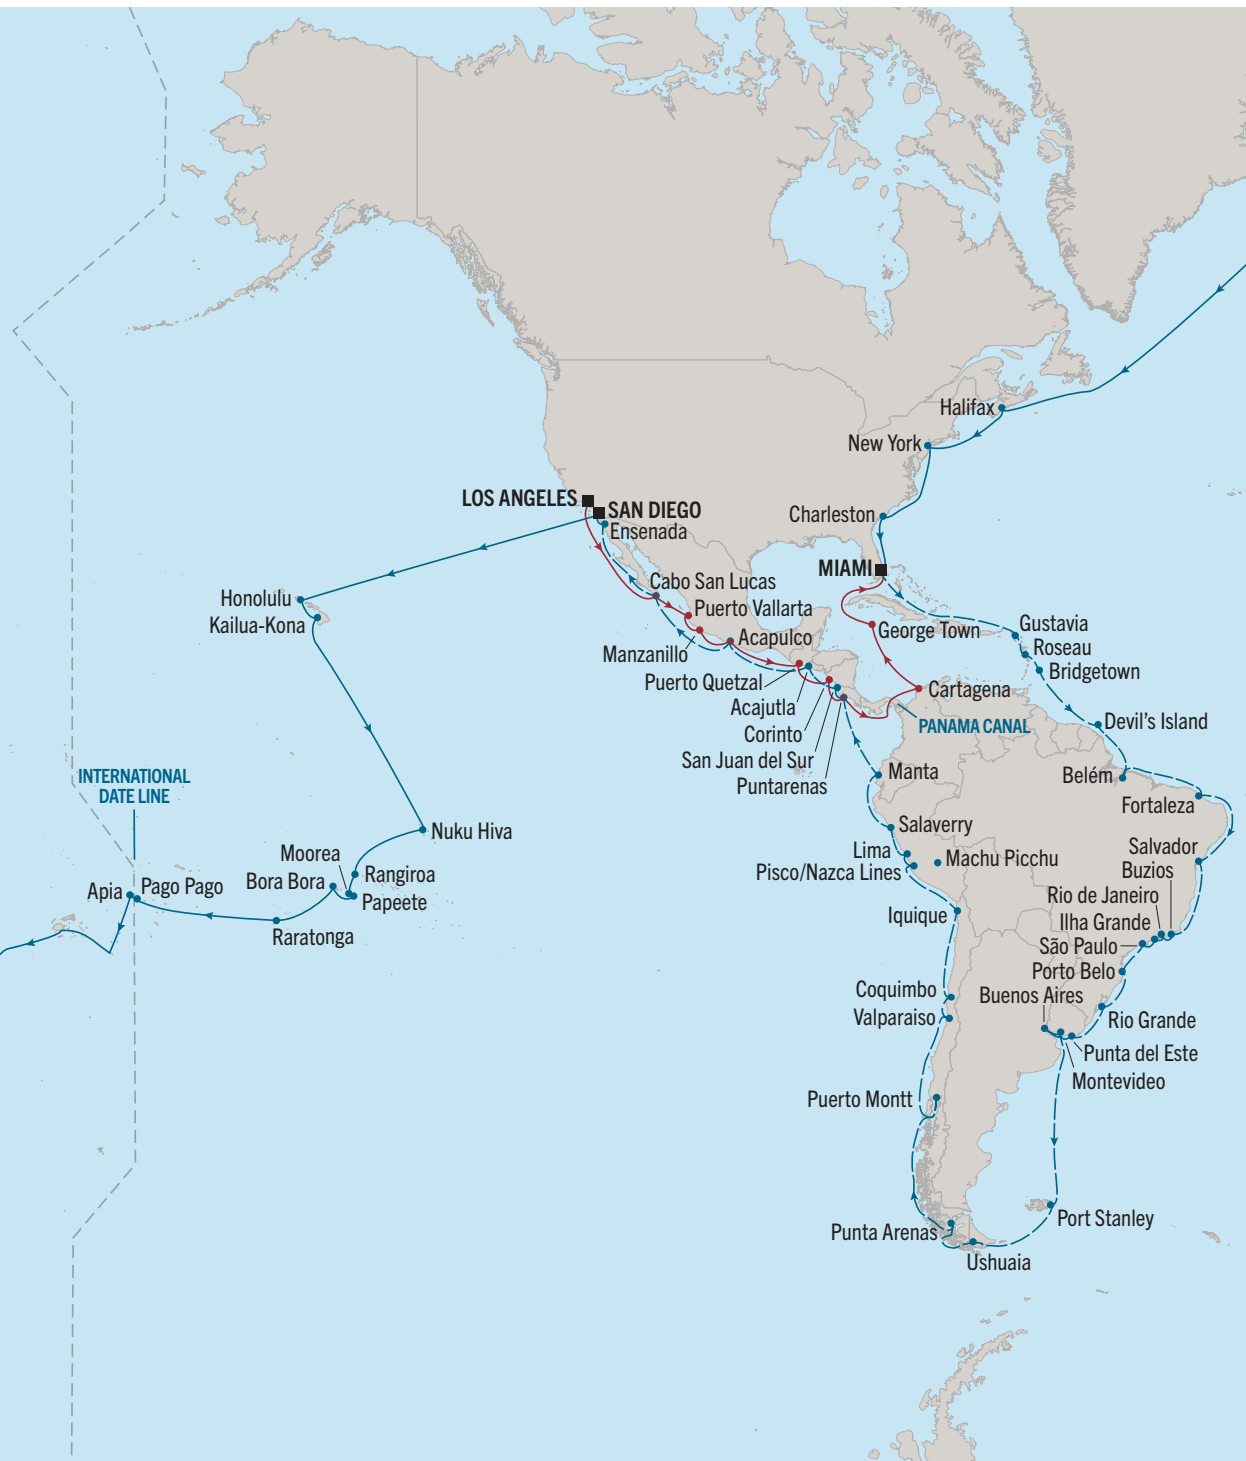 Halifax
New York
LOS ANGELES
SAN DIEGO
Charleston
Ensenada
MIAMI
Cabo San Lucas
Honolulu
Puerto Vallarta
Kailua-Kona
Gustavia
George Town
Acapulco
Roseau
Manzanillo
Bridgetown
Puerto Quetzal
Cartagena
Acajutla
Devil's Island
PANAMA CANAL
Corinto
San Juan del Sur
Manta
Belém
INTERNATIONAL
DATE LINE
Puntarenas
Fortaleza
Nuku Hiva
Salaverry
Salvador
Moorea
Lima
Machu Picchu
Buzios
Rangiroa
Pisco/Nazca Lines
Bora Bora
Pago Pago
Apia
Rio de Janeiro
Papeete
Iquique
Ilha Grande
Raratonga
São Paulo
Porto Belo
Coquimbo
Buenos Aires
Valparaiso
Rio Grande
Punta del Este
Montevideo
Puerto Montt
Port Stanley
Punta Arenas
Ushuaia